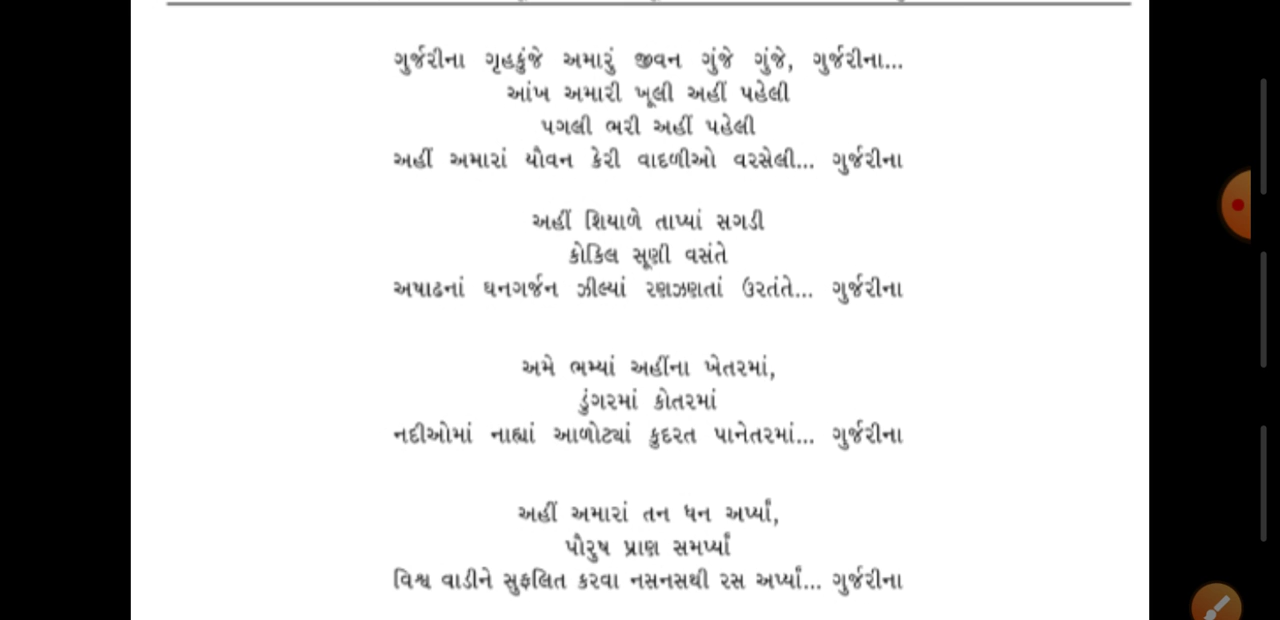 ગુર્જરીના ગૃહકુંજે અમારું જીવન ગુંજે ગુંજે, ગુર્જરીના...
આંખ અમારી ખૂલી અહીં પહેલી
પગલી ભરી અહીં પહેલી
અહીં અમારાં યૌવન કેરી વાદળીઓ વરસેલી... ગુર્જરીના
અહીં શિયાળે તાપ્યાં સગડી
કોકિલ સૂણી વસંતે
અષાઢનાં ઘનગર્જન ઝીલ્યાં રણઝણતાં ઉરતંતે... ગુર્જરીના
અમે ભમ્યાં અહીંના ખેતરમાં,
ડુંગરમાં કોતરમાં
નદીઓમાં નાહ્યાં આળોટ્યાં કુદરત પાનેતરમાં... ગુર્જરીના
અહીં અમારાં તન ધન અર્પ્યાં,
પૌરુષ પ્રાણ સમર્પ્યાં
વિશ્વ વાડીને સુફલિત કરવા નસનસથી રસ અર્પ્યાં... ગુર્જરીના